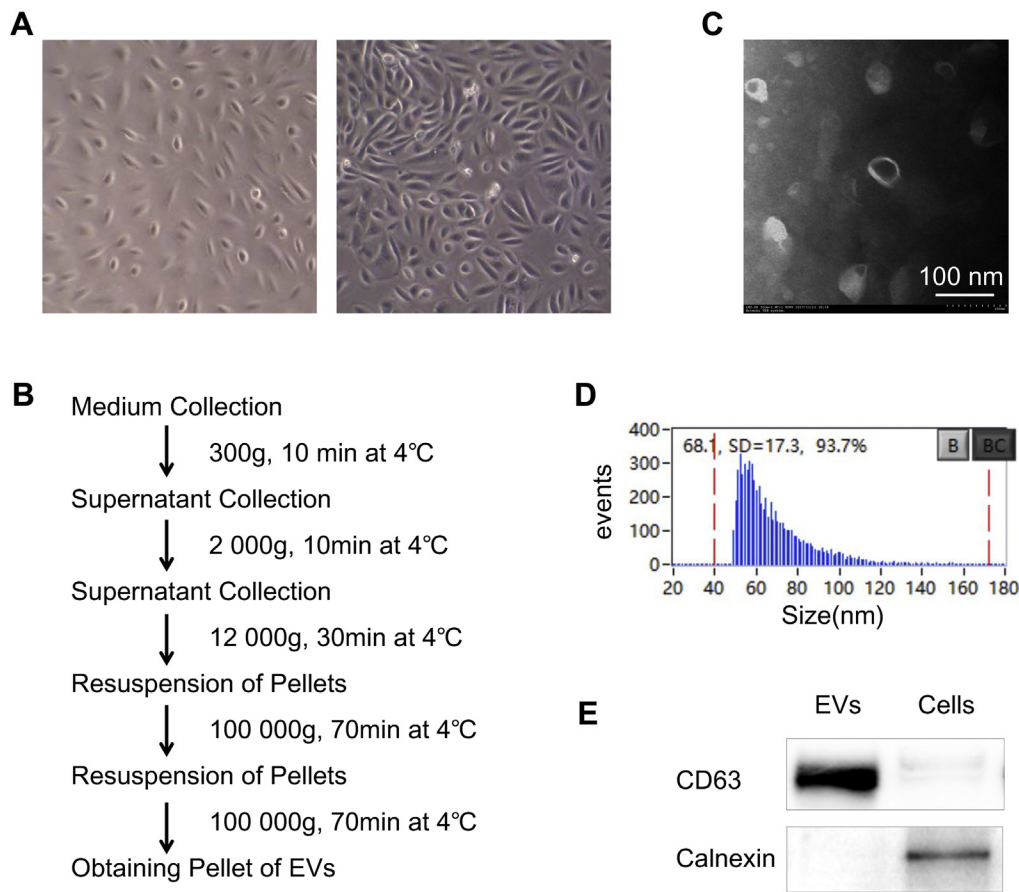 A
C
100 nm
B
Medium Collection
300g, 10 min at 4℃
Supernatant Collection
2 000g, 10min at 4℃
Supernatant Collection
12 000g, 30min at 4℃
Resuspension of Pellets
100 000g, 70min at 4℃
Resuspension of Pellets
100 000g, 70min at 4℃
Obtaining Pellet of EVs
D
68.1, SD=17.3, 93.7%
B BC
events
400
300
200
100
0
20 40 60 80 100 120 140 160 180
Size(nm)
E
EVs Cells
CD63
Calnexin